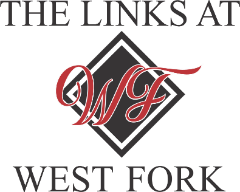 THE LINKS AT
WF
WEST FORK